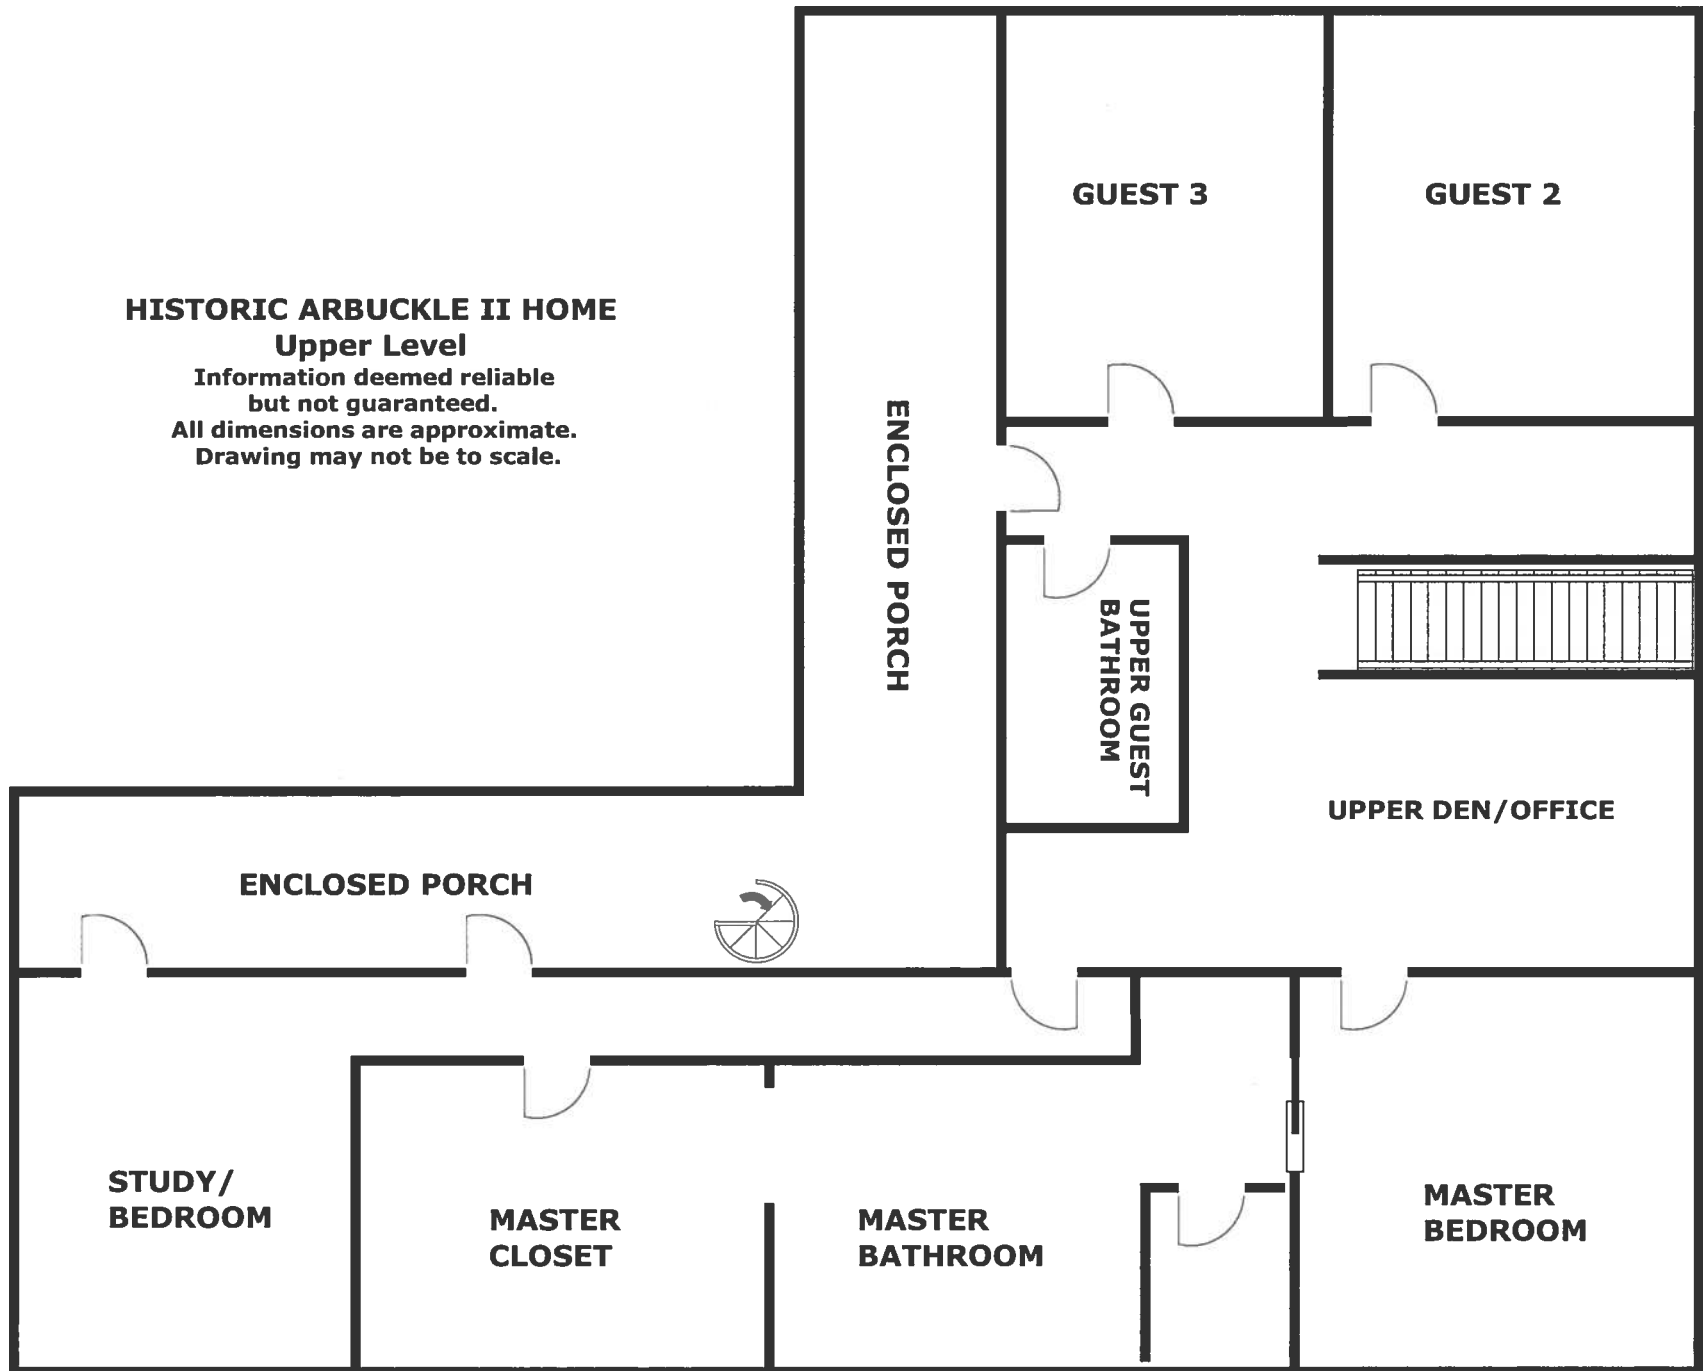 GUEST 3
GUEST 2
HISTORIC ARBUCKLE II HOME
Upper Level
Information deemed reliable
but not guaranteed.
All dimensions are approximate.
Drawing may not be to scale.
ENCLOSED PORCH
UPPER GUEST
BATHROOM
UPPER DEN/OFFICE
ENCLOSED PORCH
STUDY/
BEDROOM
MASTER
CLOSET
MASTER
BATHROOM
MASTER
BEDROOM